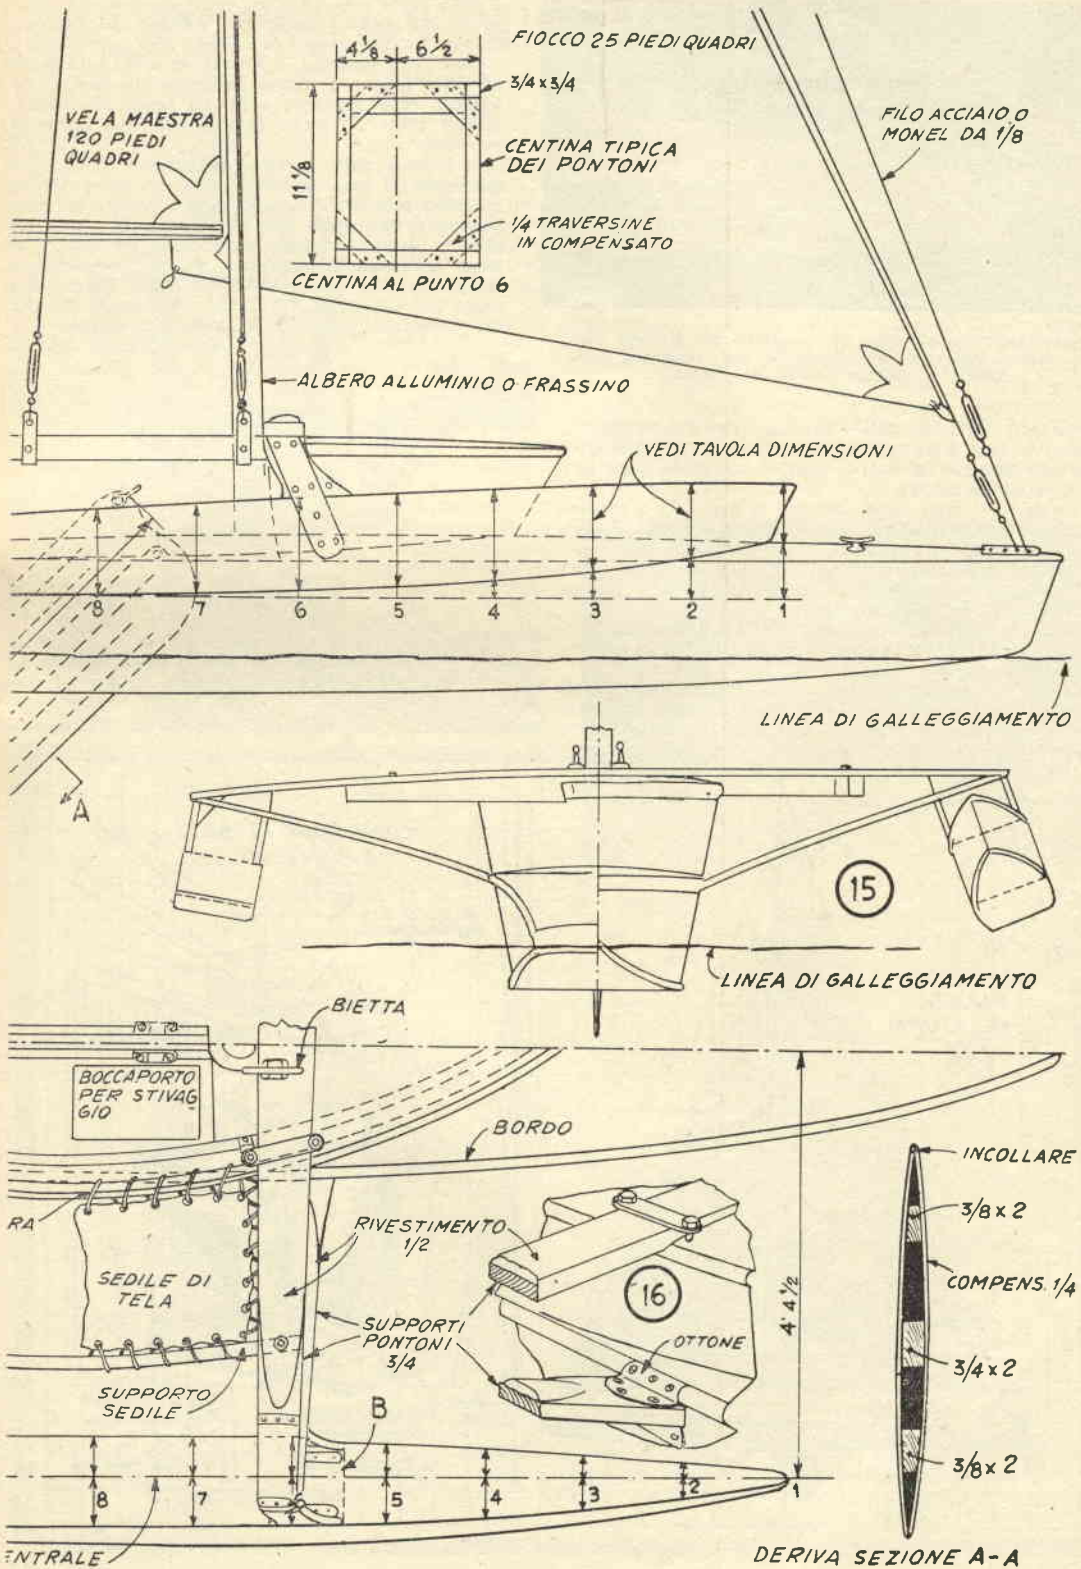 4 1/8
6 1/2
FIOCCO 25 PIEDI QUADRI
3/4 x 3/4
VELA MAESTRA
120 PIEDI
QUADRI
FILO ACCIAIO O
MONEL DA 1/8
CENTINA TIPICA
DEI PONTONI
11 1/8
1/4 TRAVERSINE
IN COMPENSATO
CENTINA AL PUNTO 6
ALBERO ALLUMINIO O FRASSINO
VEDI TAVOLA DIMENSIONI
8
7
6
5
4
3
2
1
LINEA DI GALLEGGIAMENTO
A
15
LINEA DI GALLEGGIAMENTO
BIETTA
BOCCAPORTO
PER STIVAG
GIO
BORDO
INCOLLARE
RA
RIVESTIMENTO
1/2
3/8 x 2
SEDILE DI
TELA
16
COMPENS. 1/4
4' 4 1/2
SUPPORTI
PONTONI
3/4
OTTONE
3/4 x 2
SUPPORTO
SEDILE
B
3/8 x 2
8
7
5
4
3
2
1
ENTRALE
DERIVA SEZIONE A-A